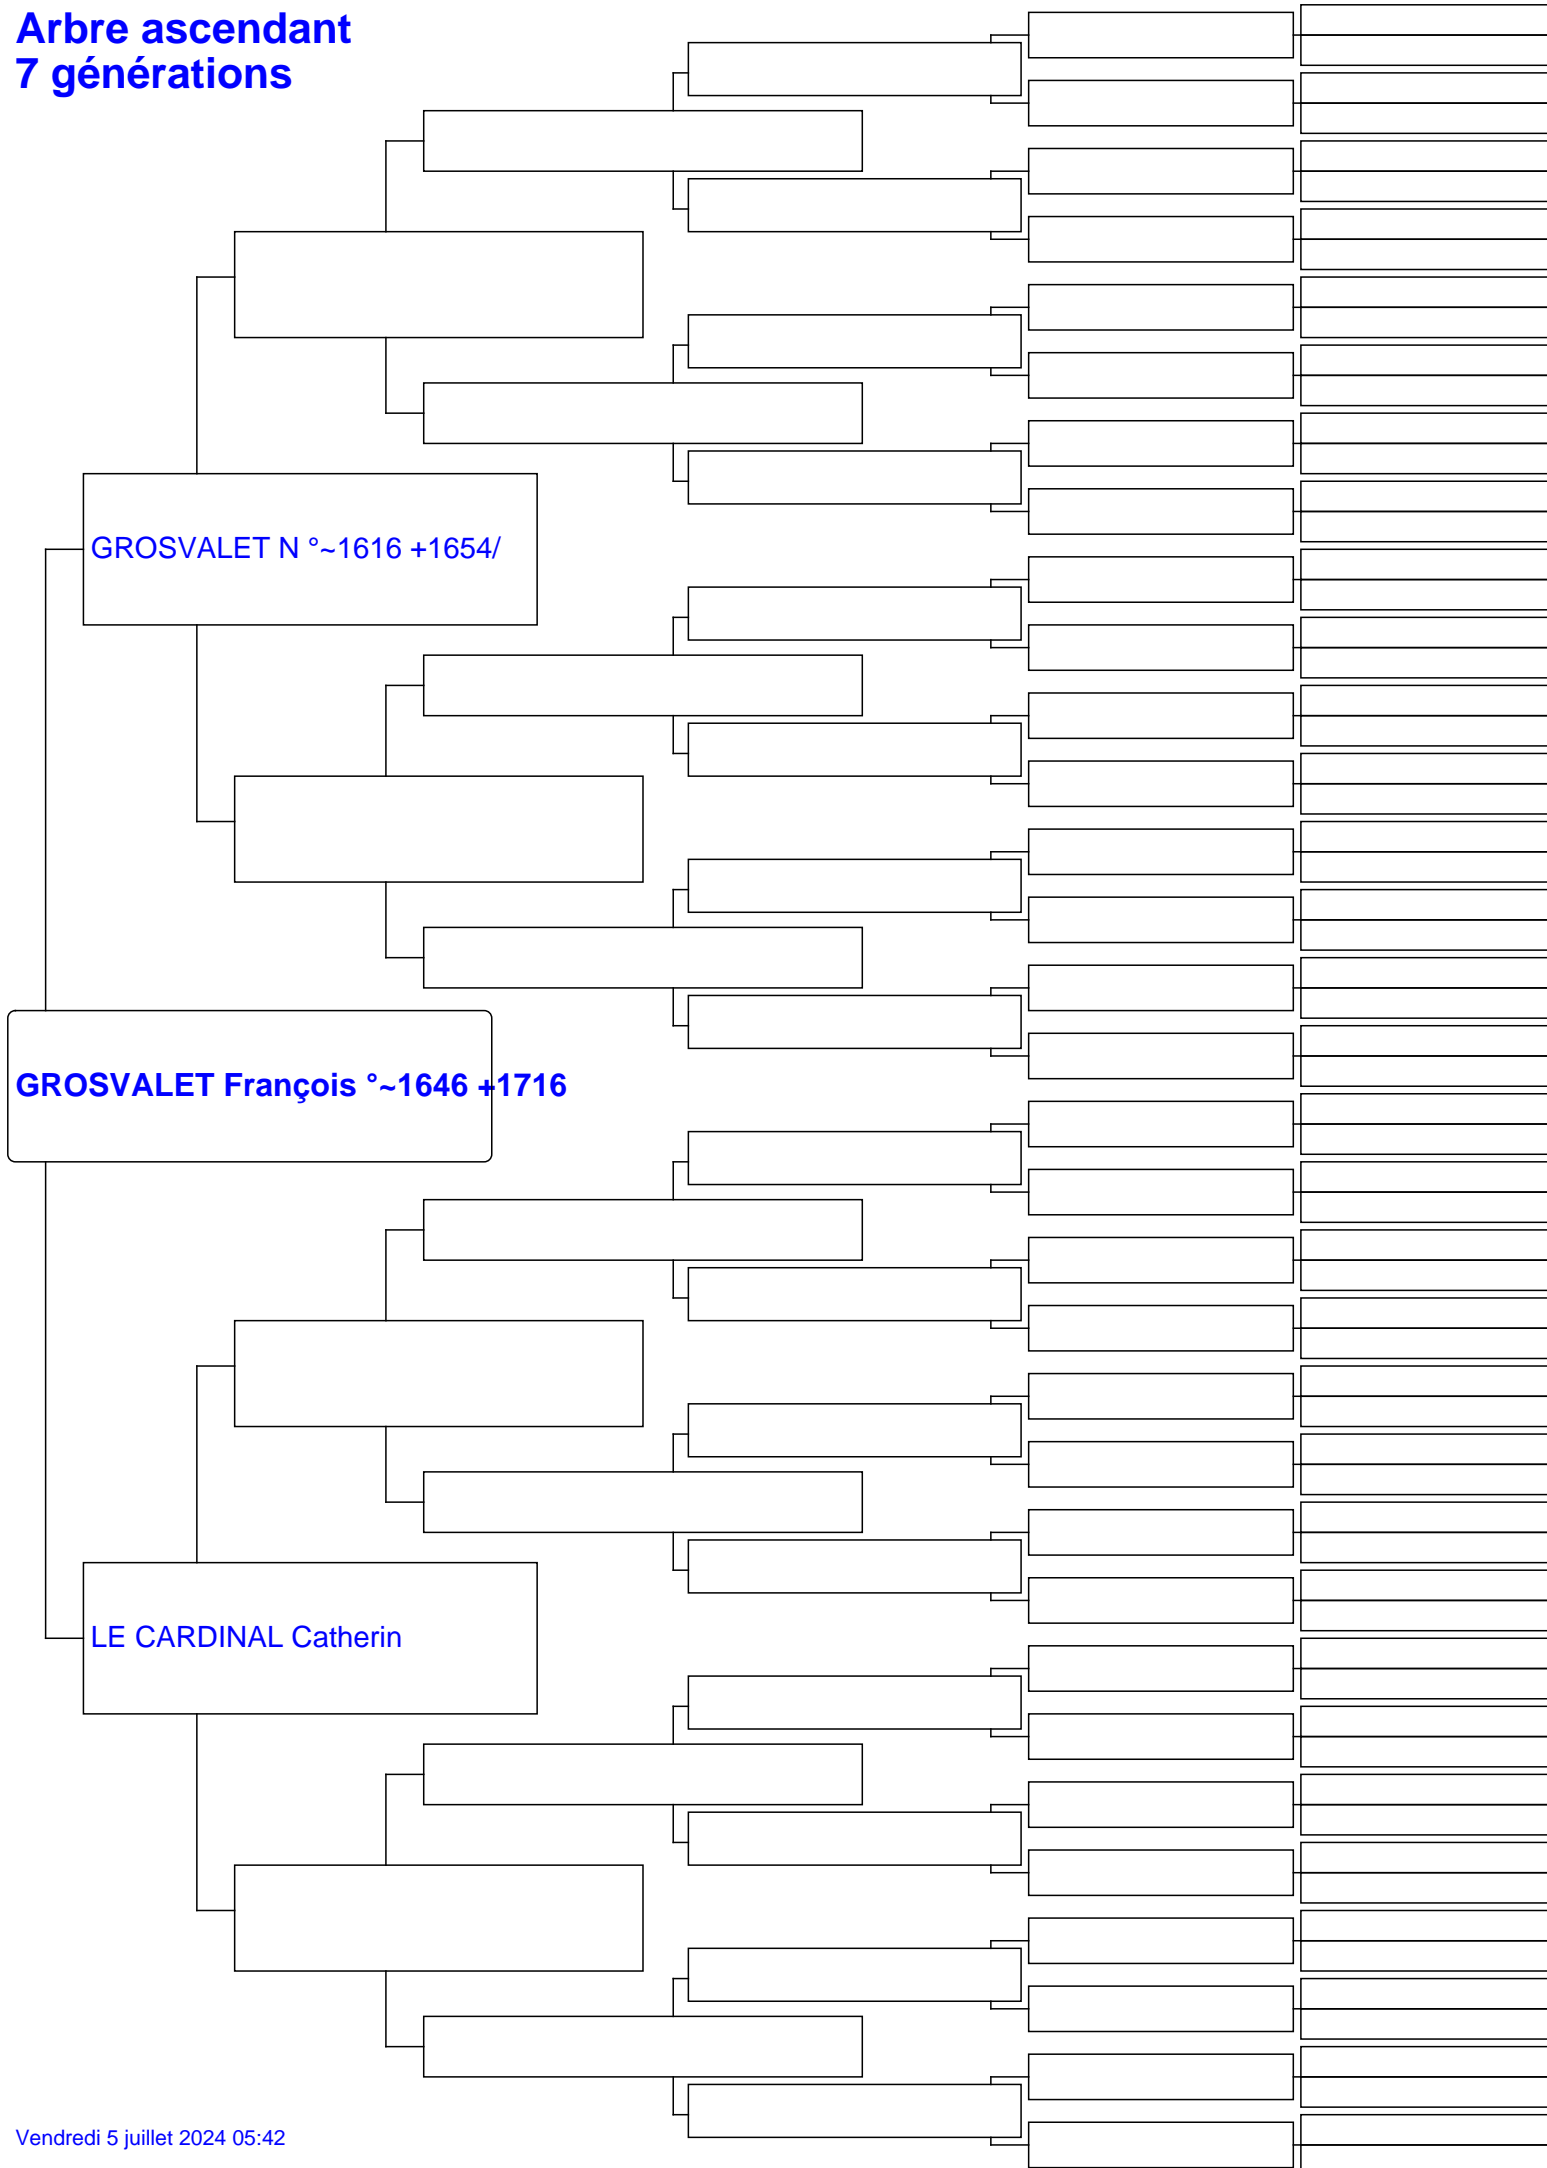 Arbre ascendant
7 générations
GROSVALET N °~1616 +1654/
GROSVALET François °~1646 +1716
LE CARDINAL Catherin
Vendredi 5 juillet 2024 05:42